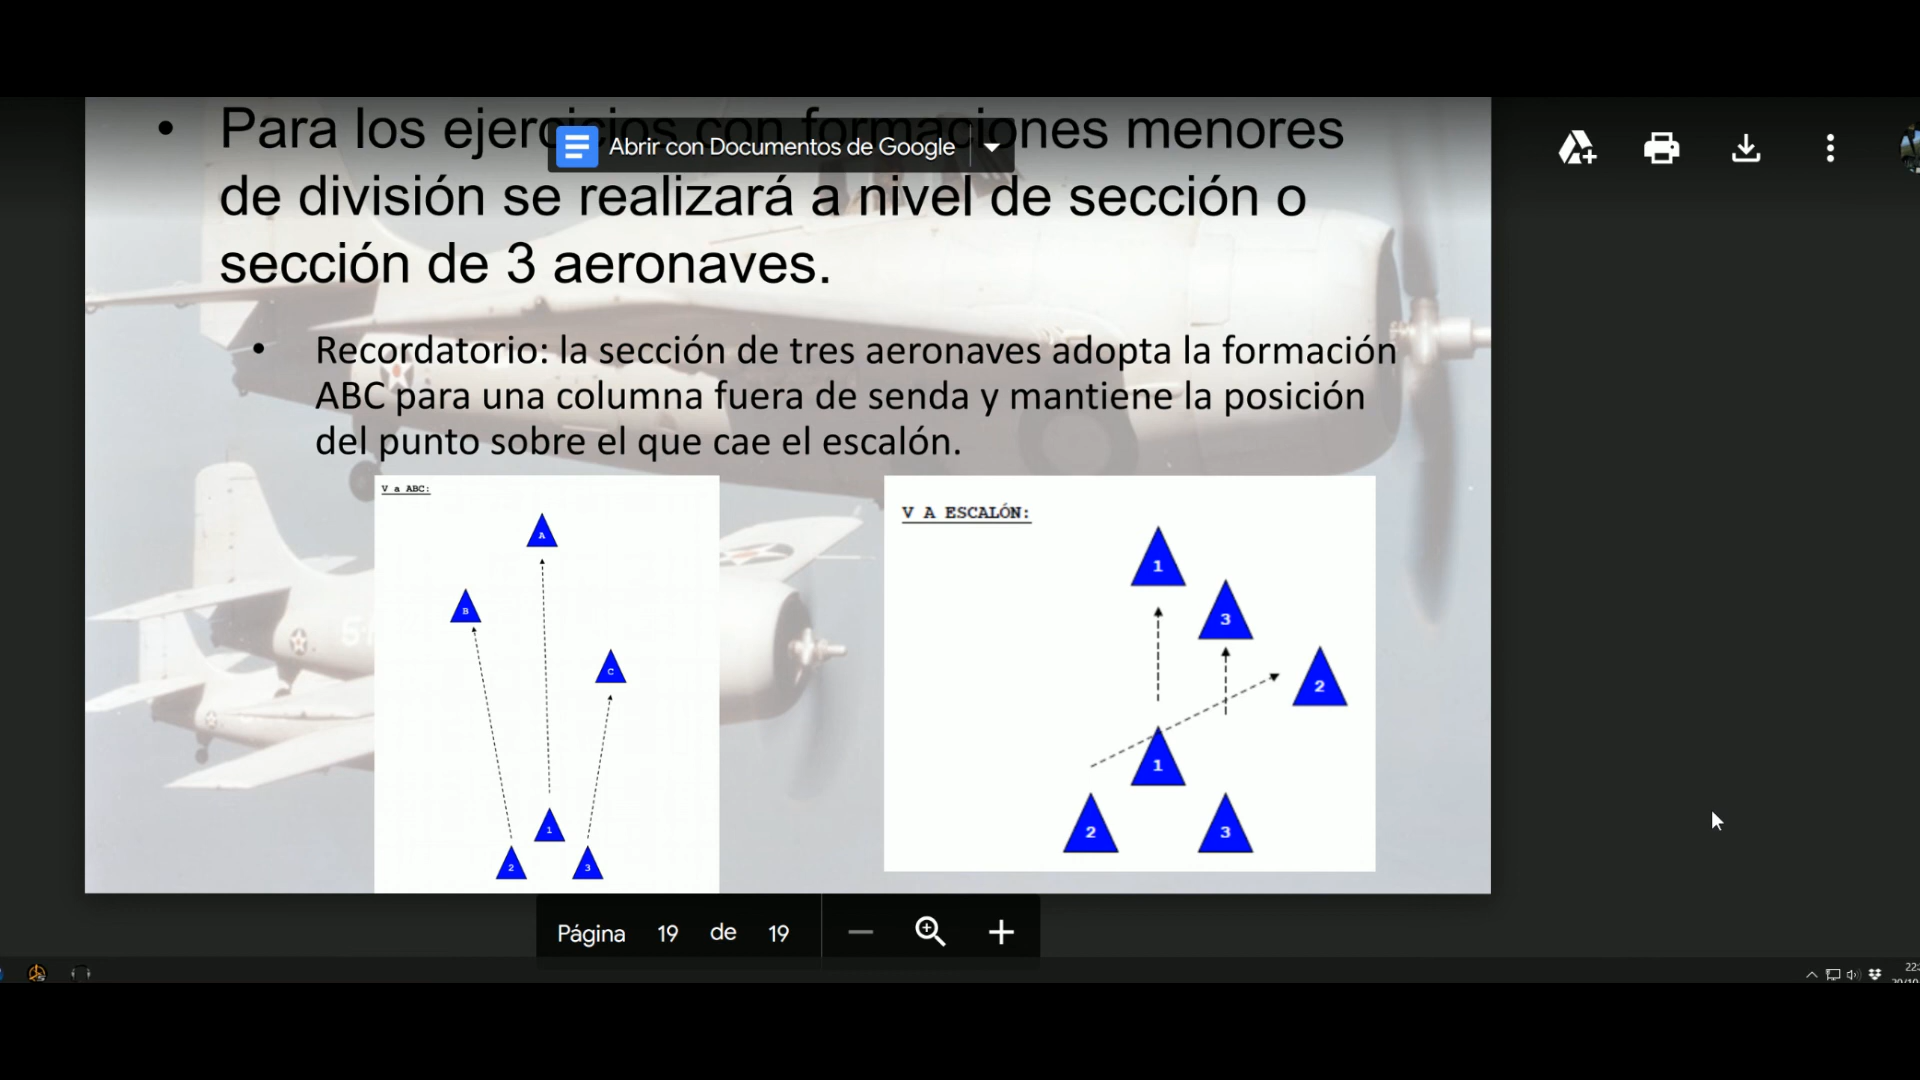 Para los ejercicios con formaciones menores
Abrir con Documentos de Google
de división se realizará a nivel de sección o
sección de 3 aeronaves.
Recordatorio: la sección de tres aeronaves adopta la formación
ABC para una columna fuera de senda y mantiene la posición
del punto sobre el que cae el escalón.
V a ABC:
A
B
C
1
2
3
V A ESCALÓN:
1
3
2
1
2
3
Página 19 de 19